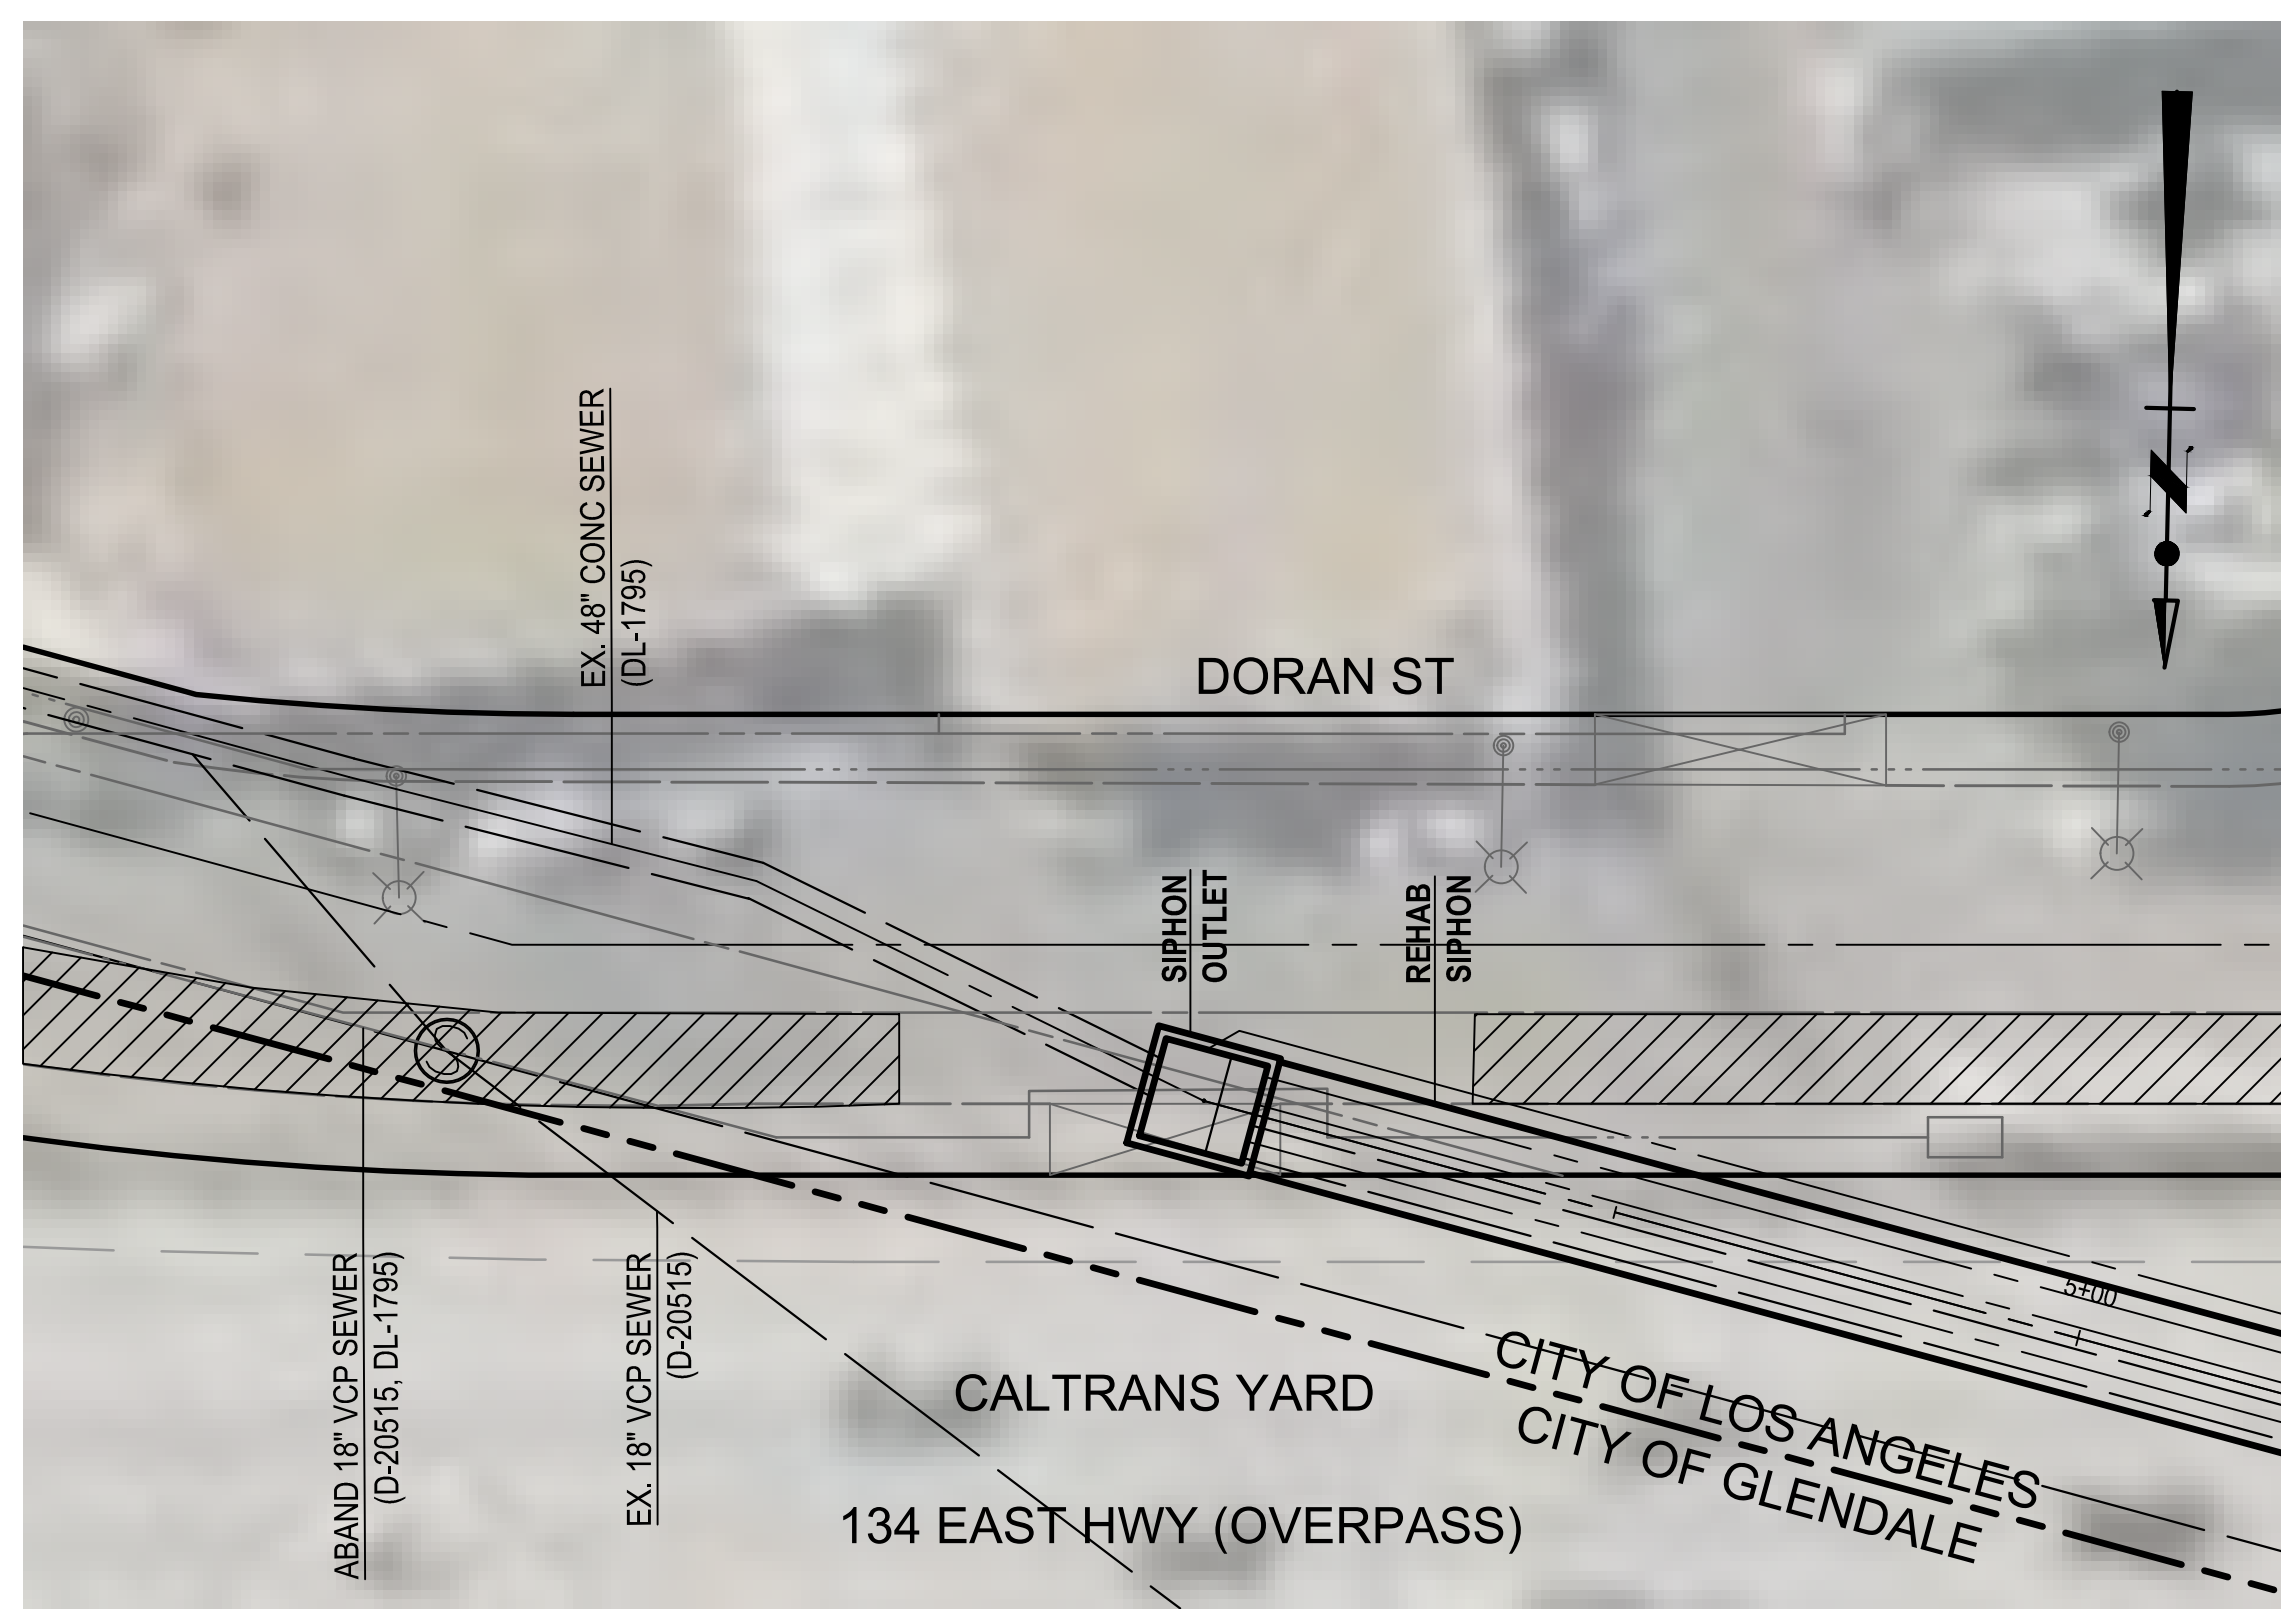 EX. 48" CONC SEWER
(DL-1795)
DORAN ST
N
SIPHON
OUTLET
REHAB
SIPHON
ABAND 18" VCP SEWER
(D-20515, DL-1795)
EX. 18" VCP SEWER
(D-20515)
5+00
CITY OF LOS ANGELES
CITY OF GLENDALE
CALTRANS YARD
134 EAST HWY (OVERPASS)